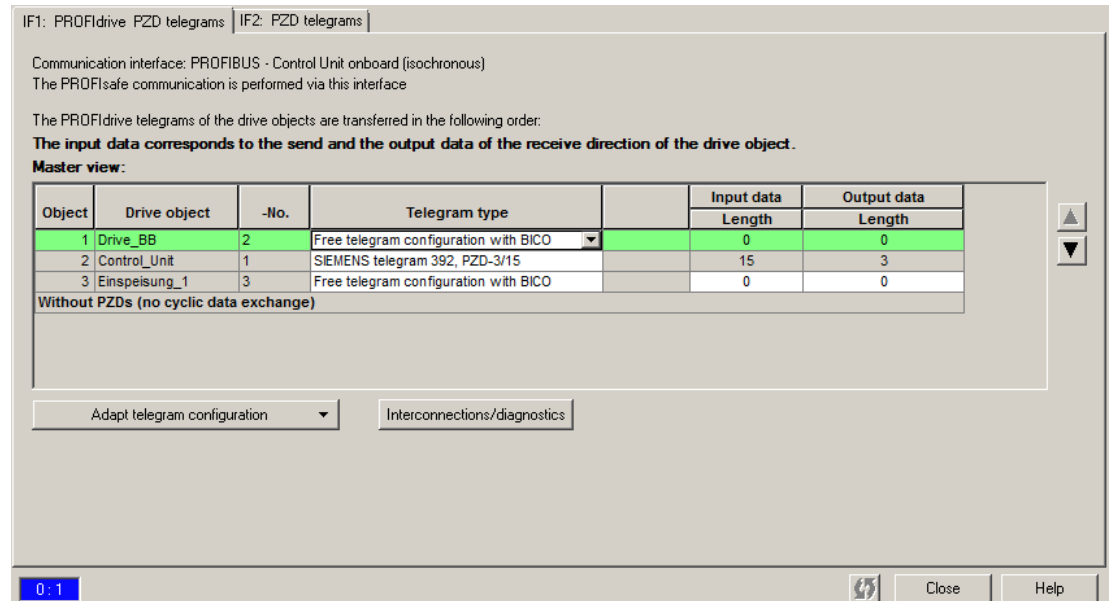 IF1: PROFIdrive PZD telegrams IF2: PZD telegrams
Communication interface: PROFIBUS - Control Unit onboard (isochronous)
The PROFIsafe communication is performed via this interface
The PROFIdrive telegrams of the drive objects are transferred in the following order:
The input data corresponds to the send and the output data of the receive direction of the drive object.
Master view:
Object Drive object -No. Telegram type Input data Output data
Length Length
1 Drive_BB 2 Free telegram configuration with BICO 0 0
2 Control_Unit 1 SIEMENS telegram 392, PZD-3/15 15 3
3 Einspeisung_1 3 Free telegram configuration with BICO 0 0
Without PZDs (no cyclic data exchange)
Adapt telegram configuration Interconnections/diagnostics
0 : 1 Close Help